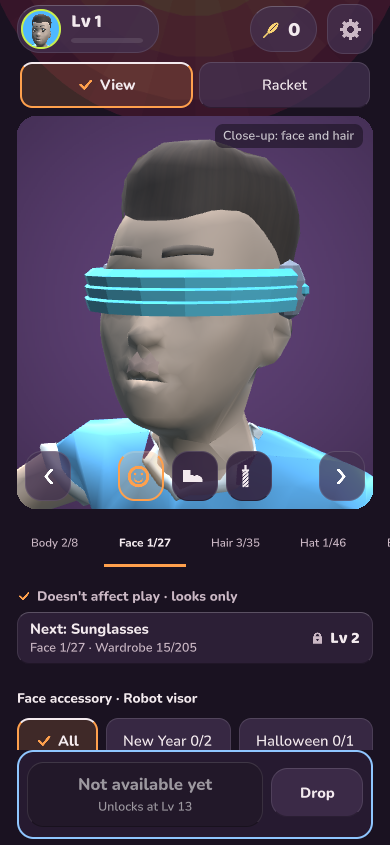 Lv 1
0
View
Racket
Close-up: face and hair
Body 2/8
Face 1/27
Hair 3/35
Hat 1/46
Doesn't affect play · looks only
Next: Sunglasses
Face 1/27 · Wardrobe 15/205
Lv 2
Face accessory · Robot visor
All
New Year 0/2
Halloween 0/1
Not available yet
Unlocks at Lv 13
Drop